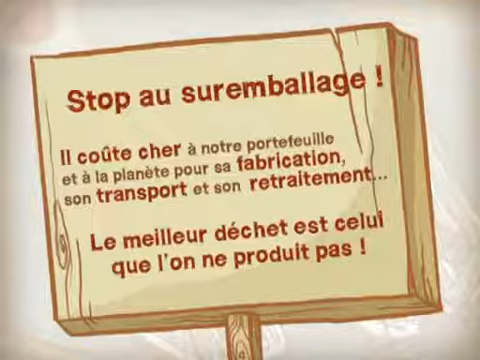 Stop au suremballage !
Il coûte cher à notre portefeuille
et à la planète pour sa fabrication,
son transport et son retraitement...
Le meilleur déchet est celui
que l'on ne produit pas !